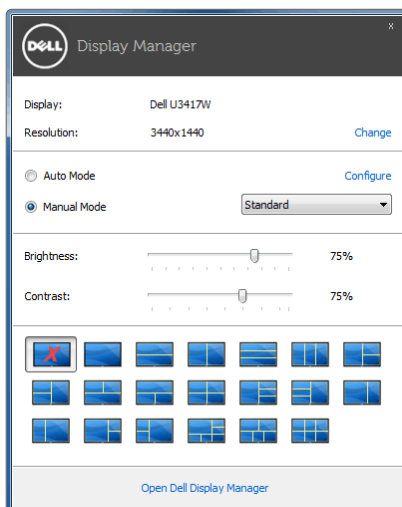 x
DELL Display Manager
Display: Dell U3417W
Resolution: 3440x1440 Change
Auto Mode Configure
Manual Mode Standard
Brightness: 75%
Contrast: 75%
Open Dell Display Manager